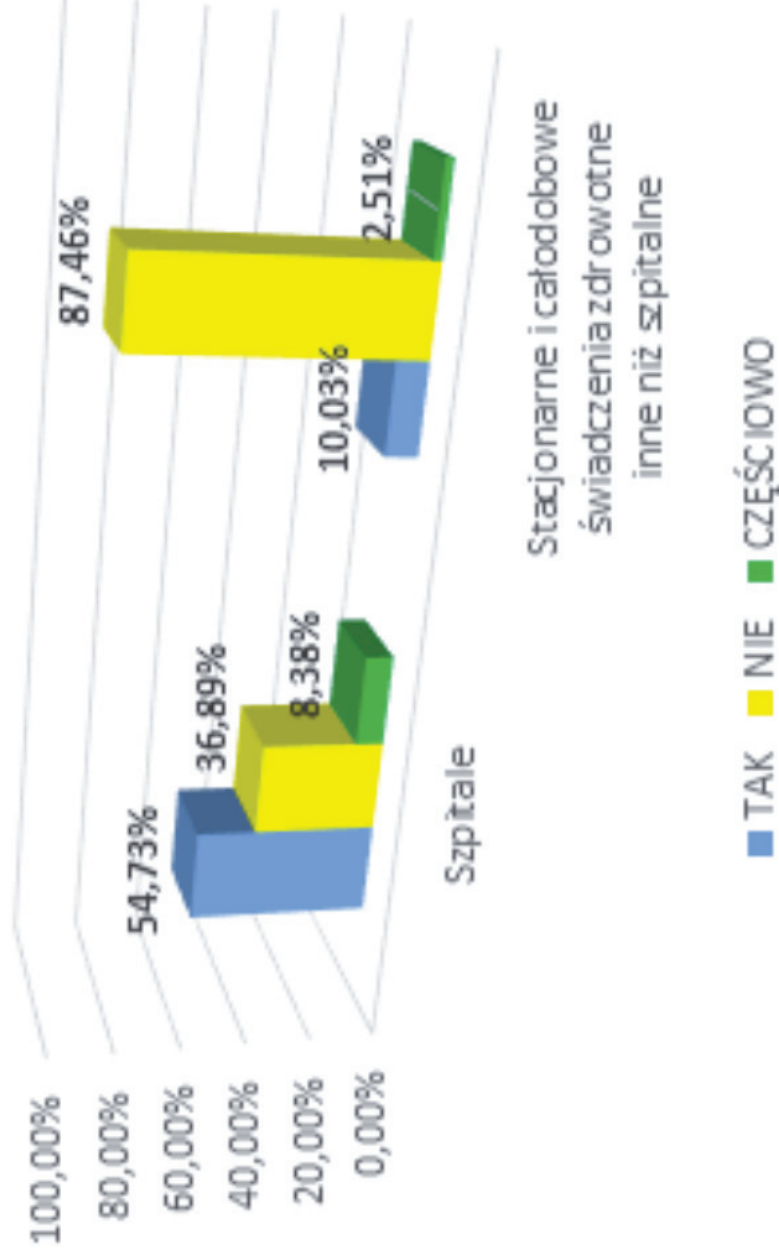 100,00%
80,00%
60,00%
40,00%
20,00%
0,00%
54,73%
36,89%
8,38%
10,03%
87,46%
2,51%
Szpitale
Stacjonarne i całodobowe
świadczenia zdrowotne
inne niż szpitalne
TAK NIE CZĘŚCIOWO